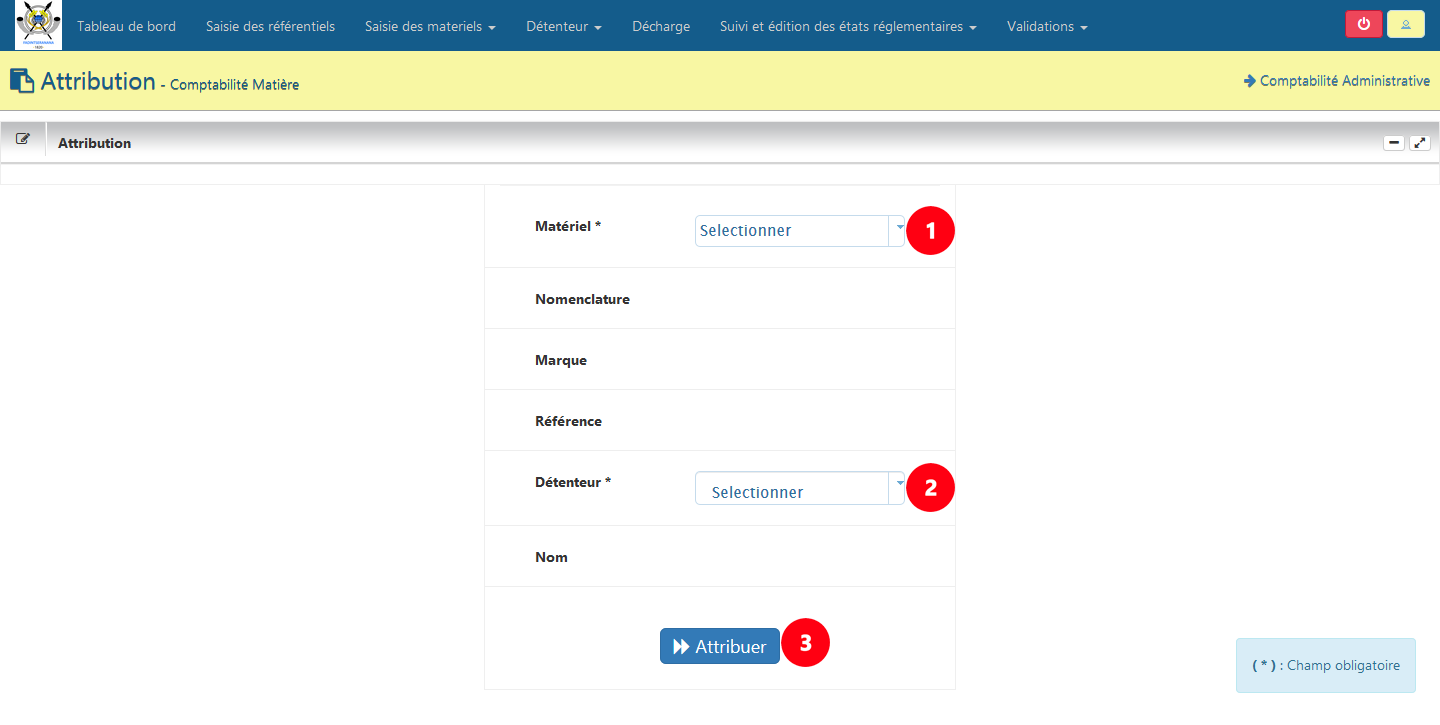 Tableau de bord Saisie des référentiels Saisie des materiels Détenteur Décharge Suivi et édition des états réglementaires Validations
Attribution - Comptabilité Matière
Comptabilité Administrative
Attribution
Matériel * Selectionner 1
Nomenclature
Marque
Référence
Détenteur * Selectionner 2
Nom
Attribuer 3
( * ) : Champ obligatoire